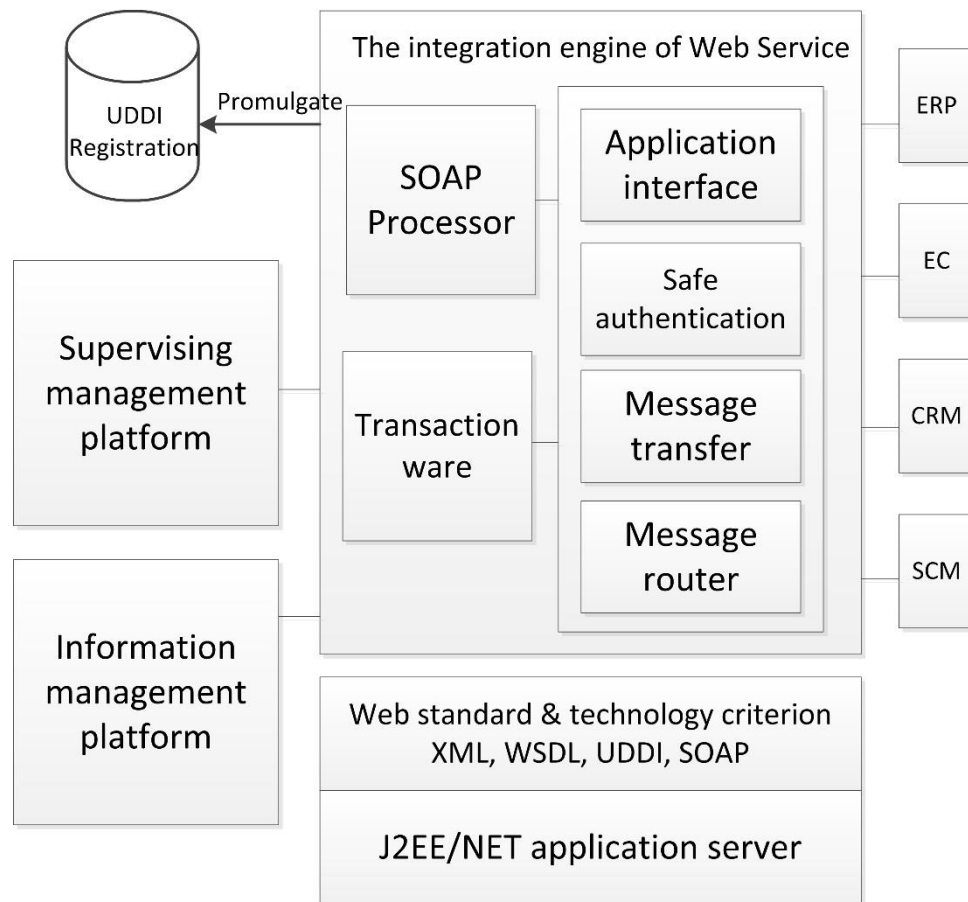 The integration engine of Web Service
UDDI
Registration
Promulgate
SOAP
Processor
Application
interface
Safe
authentication
Transaction
ware
Message
transfer
Message
router
ERP
EC
CRM
SCM
Supervising
management
platform
Information
management
platform
Web standard & technology criterion
XML, WSDL, UDDI, SOAP
J2EE/NET application server